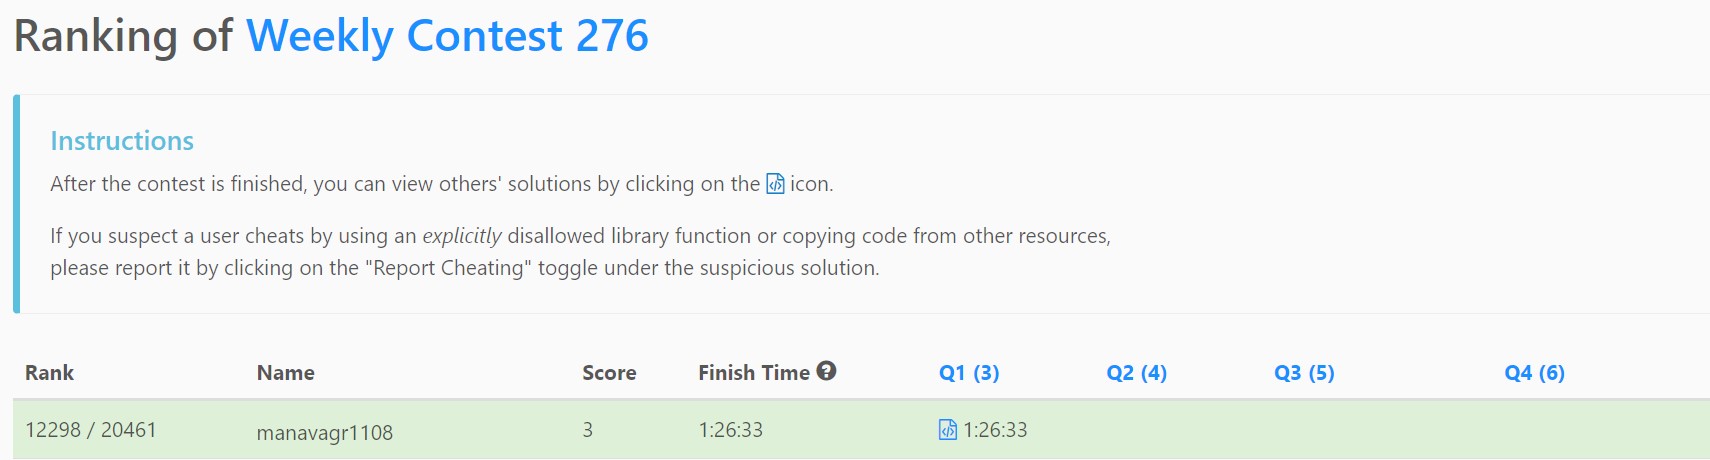 Ranking of Weekly Contest 276
Instructions
After the contest is finished, you can view others' solutions by clicking on the icon.
If you suspect a user cheats by using an explicitly disallowed library function or copying code from other resources,
please report it by clicking on the "Report Cheating" toggle under the suspicious solution.
Rank Name Score Finish Time ? Q1 (3) Q2 (4) Q3 (5) Q4 (6)
12298 / 20461 manavagr1108 3 1:26:33 1:26:33